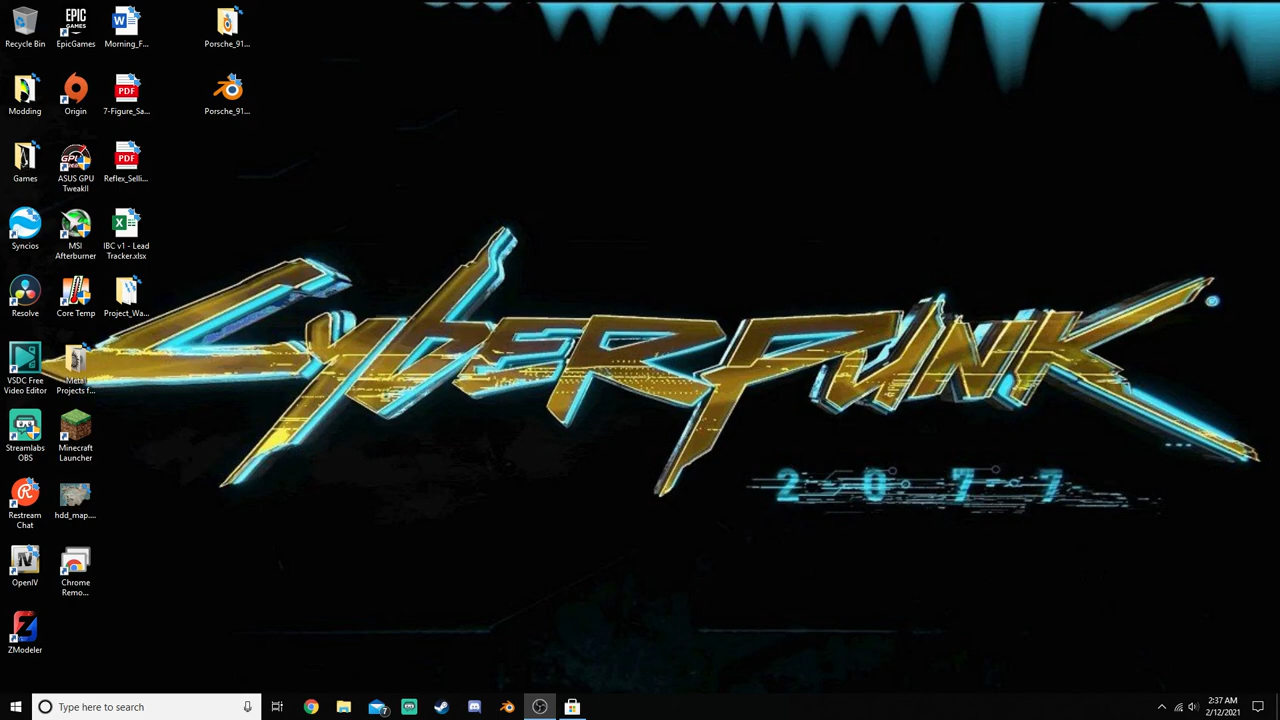 Recycle Bin
EPIC
GAMES
EpicGames
W
Morning_F...
Porsche_91...
Modding
Origin
PDF
7-Figure_Sa...
Porsche_91...
Games
GPU
ASUS GPU
TweakII
PDF
Reflex_Selli...
Syncios
MSI
Afterburner
X
IBC v1 - Lead
Tracker.xlsx
Resolve
Core Temp
Project_Wa...
VSDC Free
Video Editor
Meta
Projects f...
Streamlabs
OBS
Minecraft
Launcher
Restream
Chat
hdd_map....
OpenIV
Chrome
Remo...
ZModeler
CYBERPUNK
®
2077
Type here to search
7
2:37 AM
2/12/2021